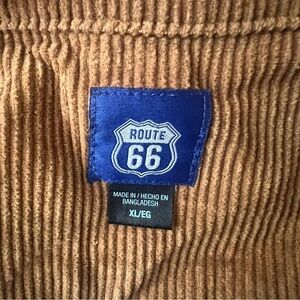 ROUTE
66
MADE IN / HECHO EN
BANGLADESH
XL/EG